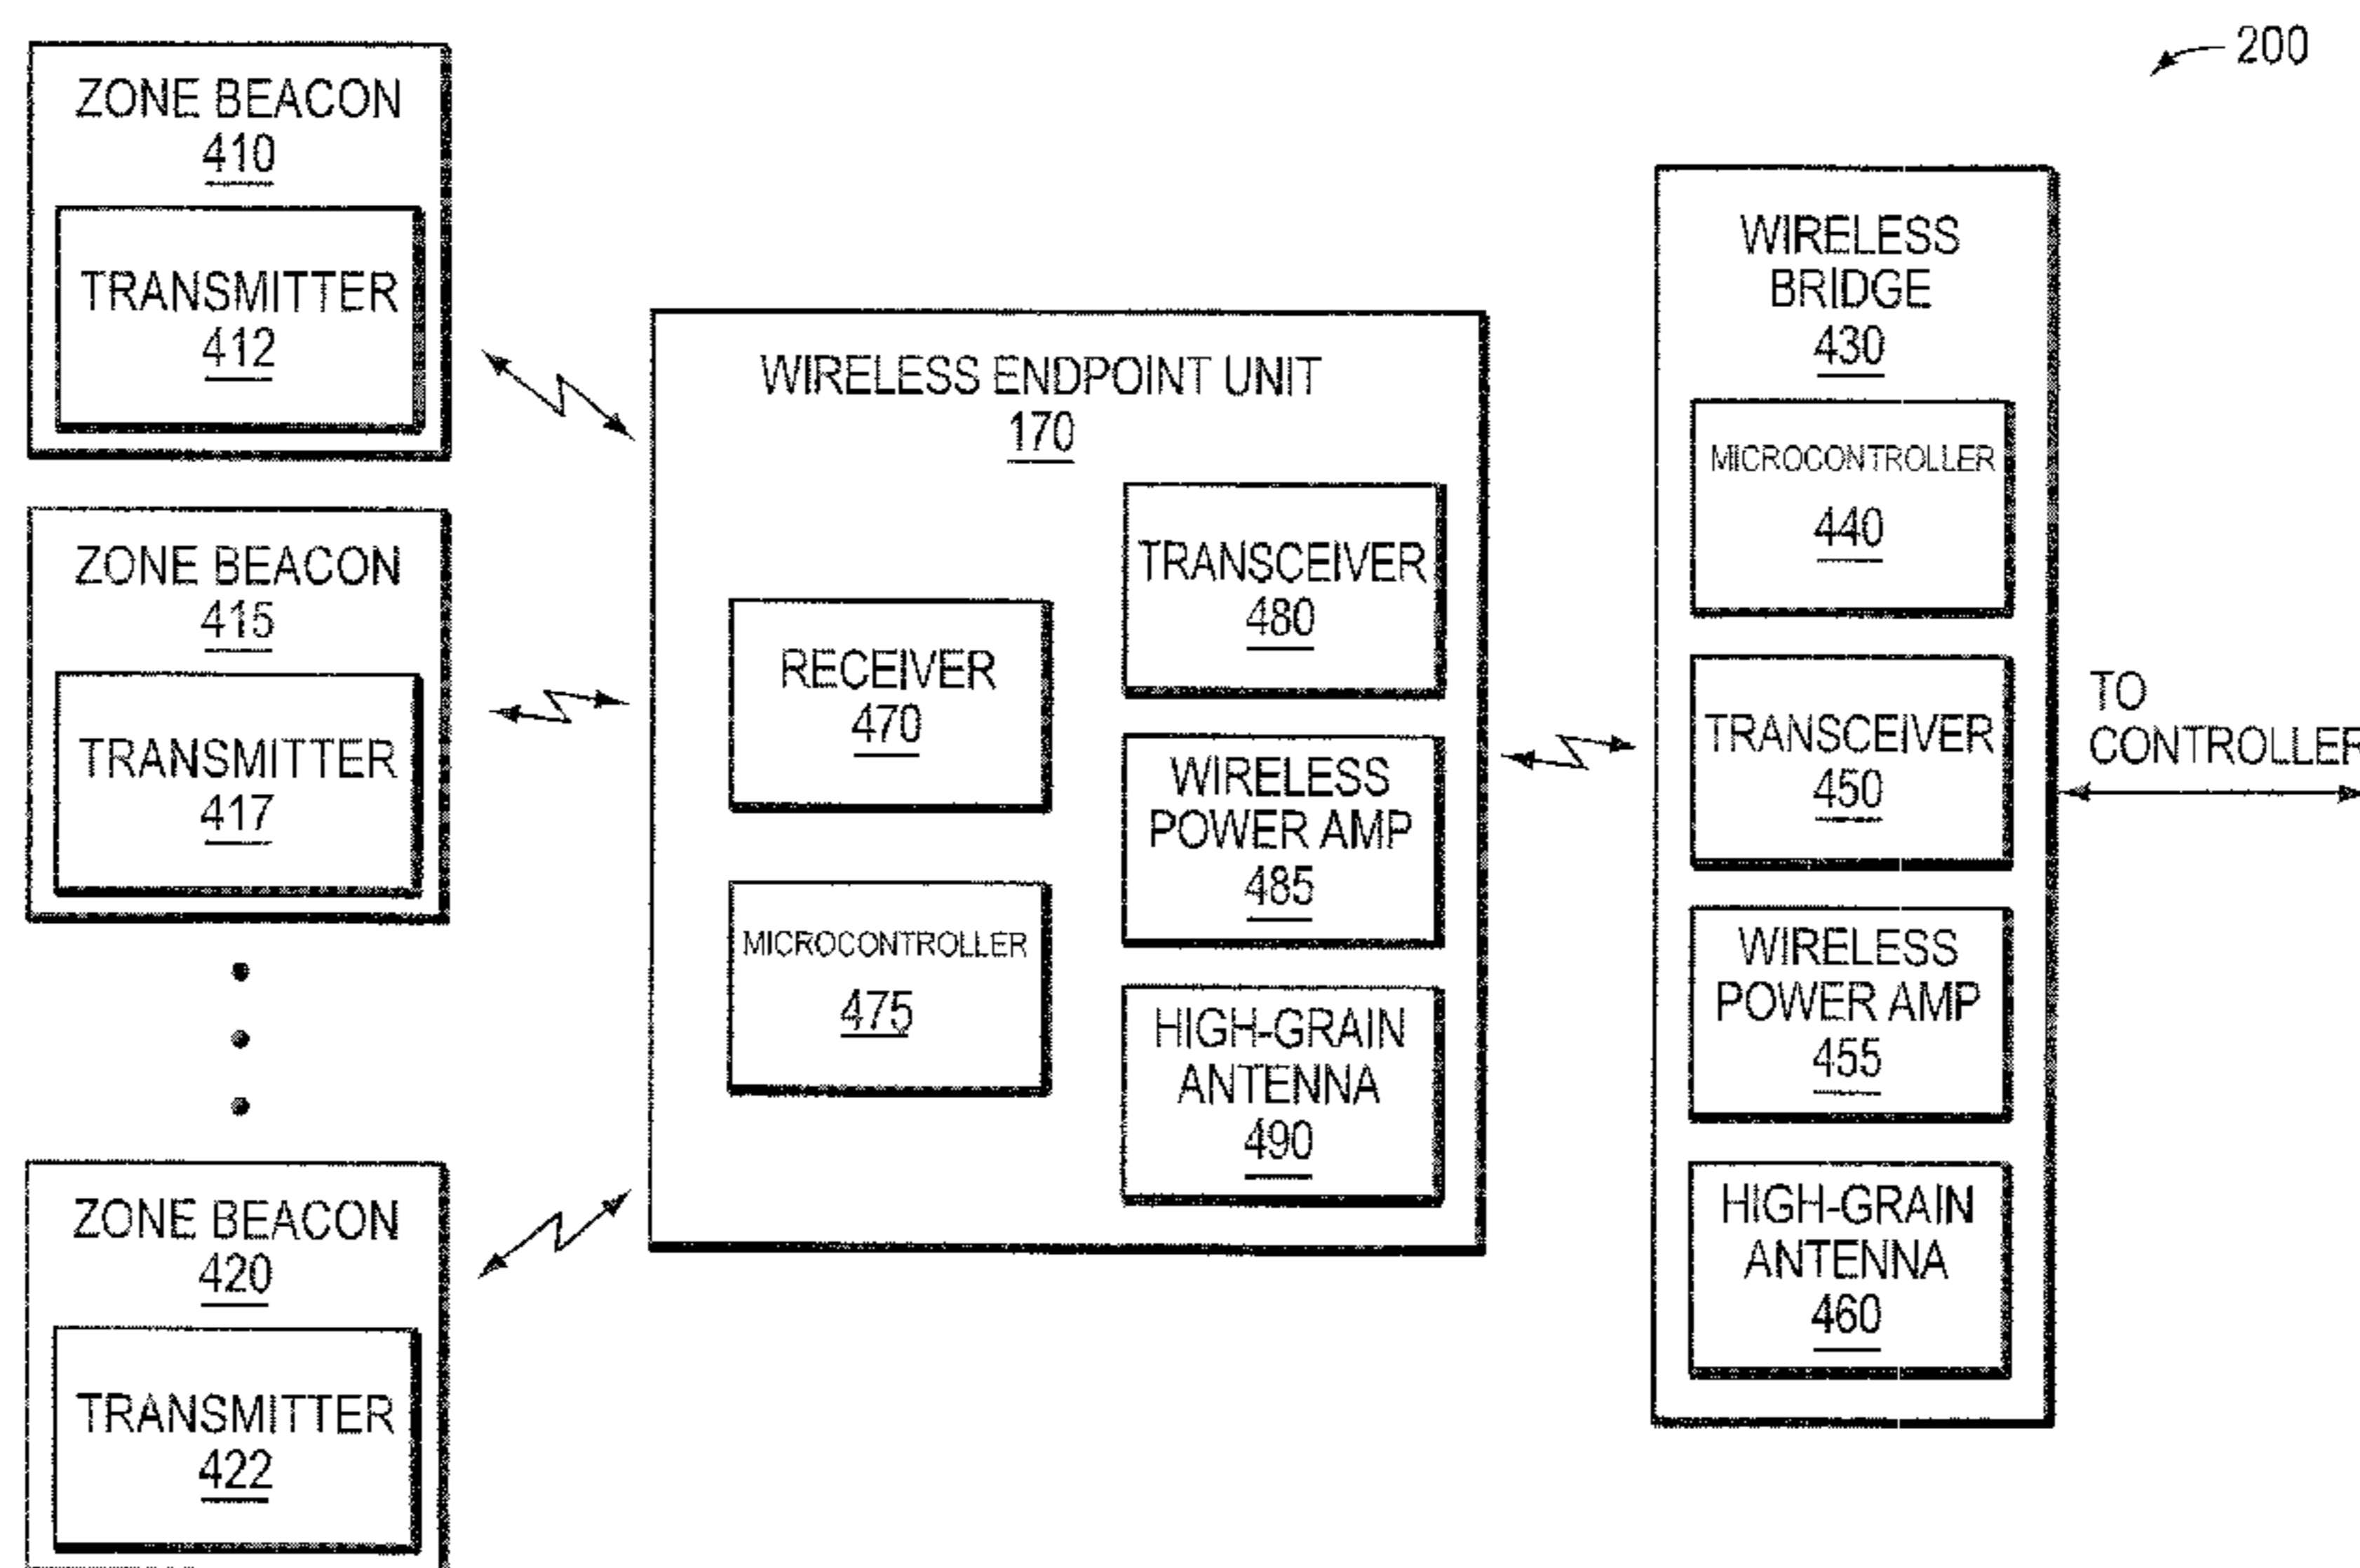 200
ZONE BEACON
410
TRANSMITTER
412
ZONE BEACON
415
TRANSMITTER
417
ZONE BEACON
420
TRANSMITTER
422
WIRELESS ENDPOINT UNIT
170
RECEIVER
470
MICROCONTROLLER
475
TRANSCEIVER
480
WIRELESS
POWER AMP
485
HIGH-GRAIN
ANTENNA
490
WIRELESS
BRIDGE
430
MICROCONTROLLER
440
TRANSCEIVER
450
WIRELESS
POWER AMP
455
HIGH-GRAIN
ANTENNA
460
TO
CONTROLLER